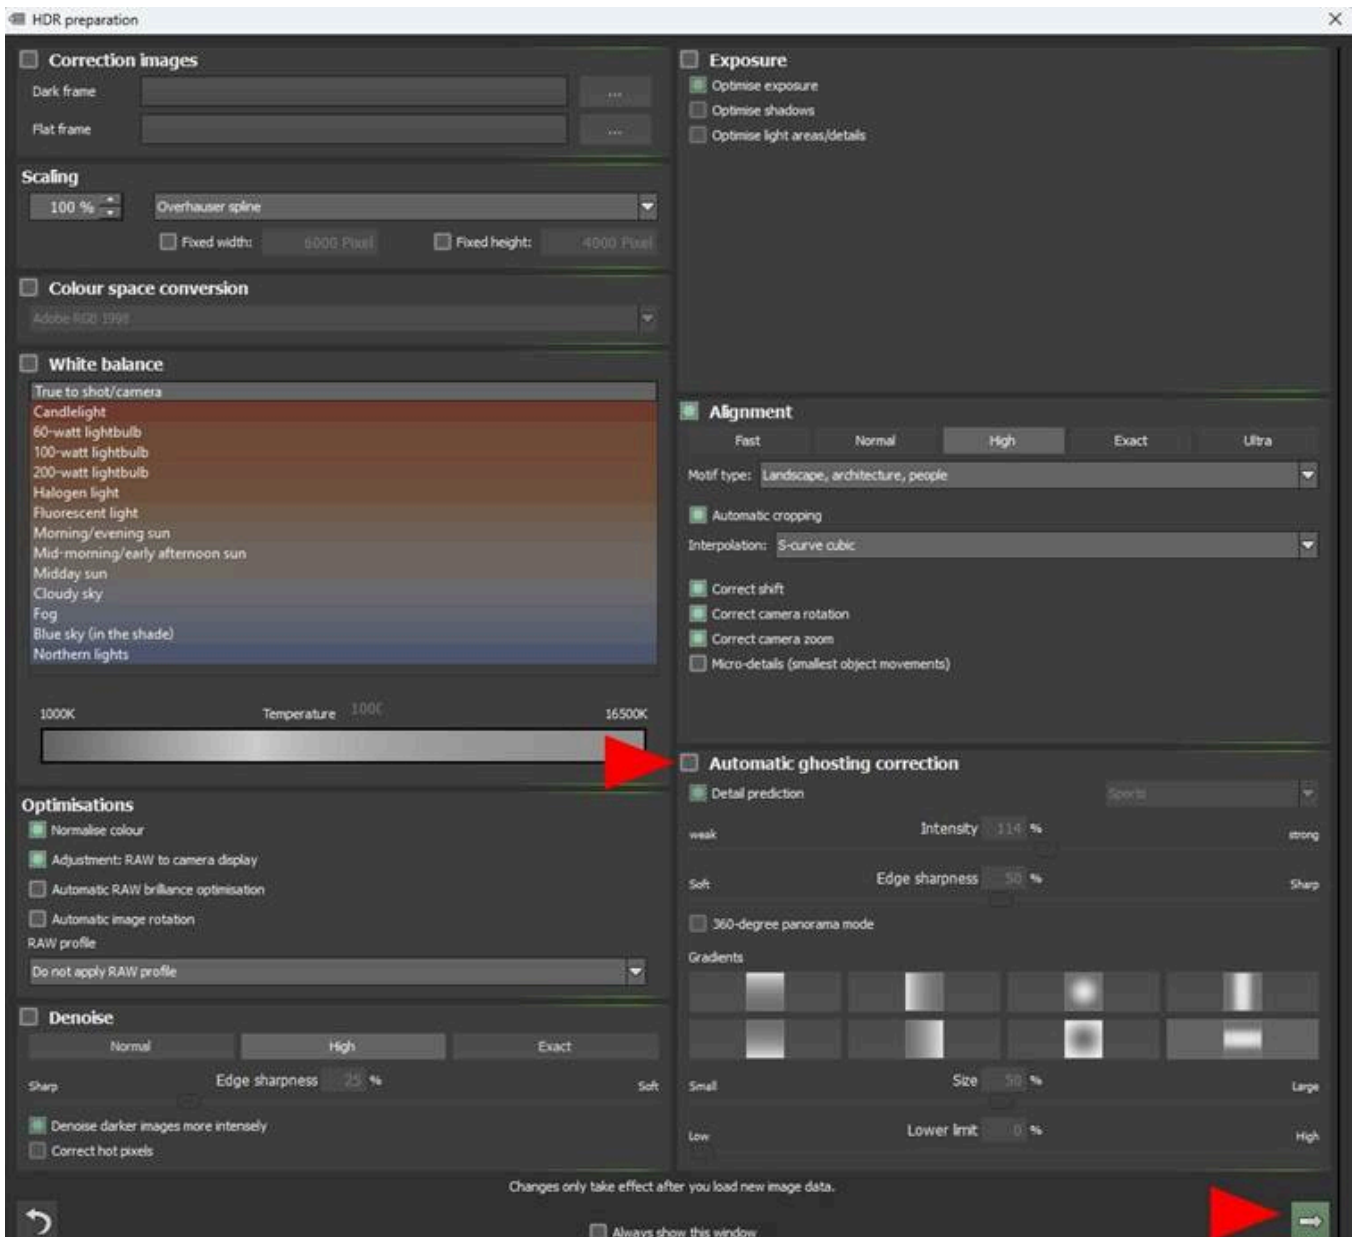 HDR preparation
Correction images
Dark frame
...
Flat frame
...
Scaling
100 %
Overhauser spline
Fixed width:
6000 Pixel
Fixed height:
4000 Pixel
Colour space conversion
Adobe RGB 1998
White balance
True to shot/camera
Candlelight
60-watt lightbulb
100-watt lightbulb
200-watt lightbulb
Halogen light
Fluorescent light
Morning/evening sun
Mid-morning/early afternoon sun
Midday sun
Cloudy sky
Fog
Blue sky (in the shade)
Northern lights
1000K
Temperature
16500K
Optimisations
Normalise colour
Adjustment: RAW to camera display
Automatic RAW brilliance optimisation
Automatic image rotation
RAW profile
Do not apply RAW profile
Denoise
Normal High Exact
Sharp Edge sharpness 25 % Soft
Denoise darker images more intensely
Correct hot pixels
Exposure
Optimise exposure
Optimise shadows
Optimise light areas/details
Alignment
Fast Normal High Exact Ultra
Motif type: Landscape, architecture, people
Automatic cropping
Interpolation: S-curve cubic
Correct shift
Correct camera rotation
Correct camera zoom
Micro-details (smallest object movements)
Automatic ghosting correction
Detail prediction
Sports
weak Intensity 114 % strong
Soft Edge sharpness 50 % Sharp
360-degree panorama mode
Gradients
Small Size 50 % Large
Low Lower limit 0 % High
Changes only take effect after you load new image data.
Always show this window